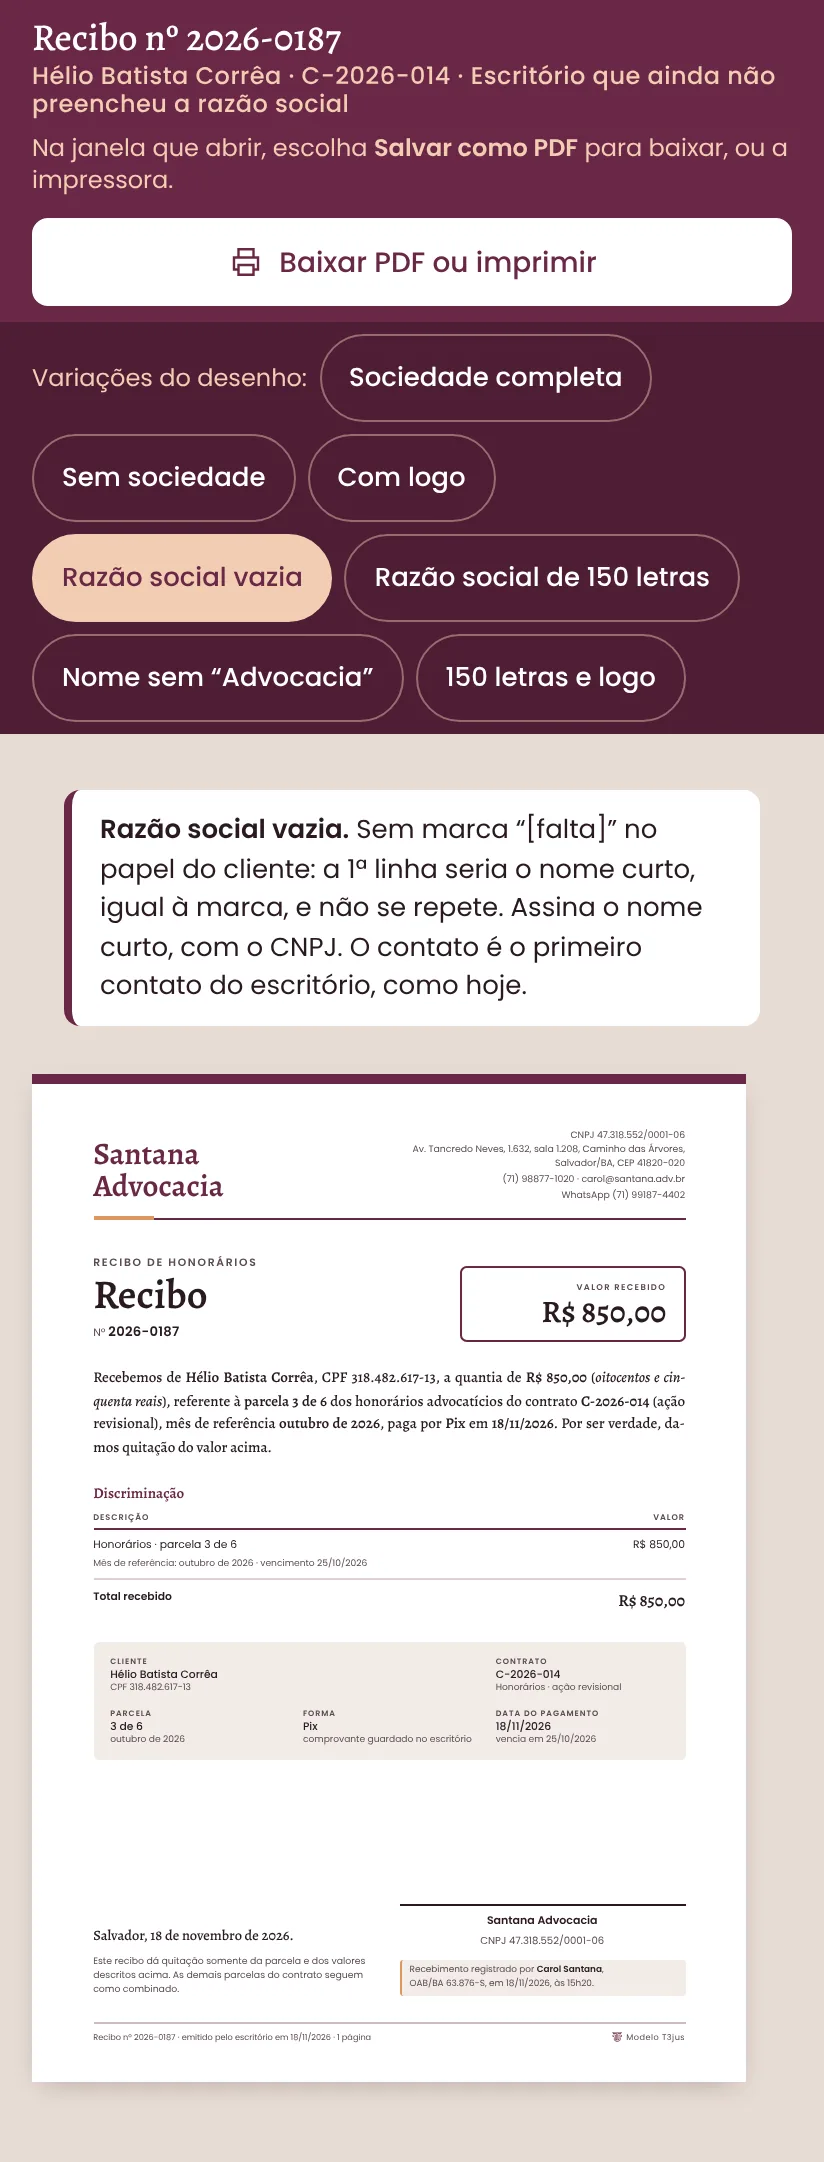 Recibo nº 2026-0187
Hélio Batista Corrêa · C-2026-014 · Escritório que ainda não
preencheu a razão social
Na janela que abrir, escolha Salvar como PDF para baixar, ou a
impressora.
Baixar PDF ou imprimir
Variações do desenho:
Sociedade completa
Sem sociedade
Com logo
Razão social vazia
Razão social de 150 letras
Nome sem “Advocacia”
150 letras e logo
Razão social vazia. Sem marca “[falta]” no
papel do cliente: a 1ª linha seria o nome curto,
igual à marca, e não se repete. Assina o nome
curto, com o CNPJ. O contato é o primeiro
contato do escritório, como hoje.
Santana
Advocacia
CNPJ 47.318.552/0001-06
Av. Tancredo Neves, 1.632, sala 1.208, Caminho das Árvores,
Salvador/BA, CEP 41820-020
(71) 98877-1020 · carol@santana.adv.br
WhatsApp (71) 99187-4402
RECIBO DE HONORÁRIOS
Recibo
Nº 2026-0187
VALOR RECEBIDO
R$ 850,00
Recebemos de Hélio Batista Corrêa, CPF 318.482.617-13, a quantia de R$ 850,00 (oitocentos e cin-
quenta reais), referente à parcela 3 de 6 dos honorários advocatícios do contrato C-2026-014 (ação
revisional), mês de referência outubro de 2026, paga por Pix em 18/11/2026. Por ser verdade, da-
mos quitação do valor acima.
Discriminação
DESCRIÇÃO
VALOR
Honorários · parcela 3 de 6
R$ 850,00
Mês de referência: outubro de 2026 · vencimento 25/10/2026
Total recebido
R$ 850,00
CLIENTE
Hélio Batista Corrêa
CPF 318.482.617-13
CONTRATO
C-2026-014
Honorários · ação revisional
PARCELA
3 de 6
outubro de 2026
FORMA
Pix
comprovante guardado no escritório
DATA DO PAGAMENTO
18/11/2026
vencia em 25/10/2026
Salvador, 18 de novembro de 2026.
Este recibo dá quitação somente da parcela e dos valores
descritos acima. As demais parcelas do contrato seguem
como combinado.
Santana Advocacia
CNPJ 47.318.552/0001-06
Recebimento registrado por Carol Santana,
OAB/BA 63.876-S, em 18/11/2026, às 15h20.
Recibo nº 2026-0187 · emitido pelo escritório em 18/11/2026 · 1 página
Modelo T3jus